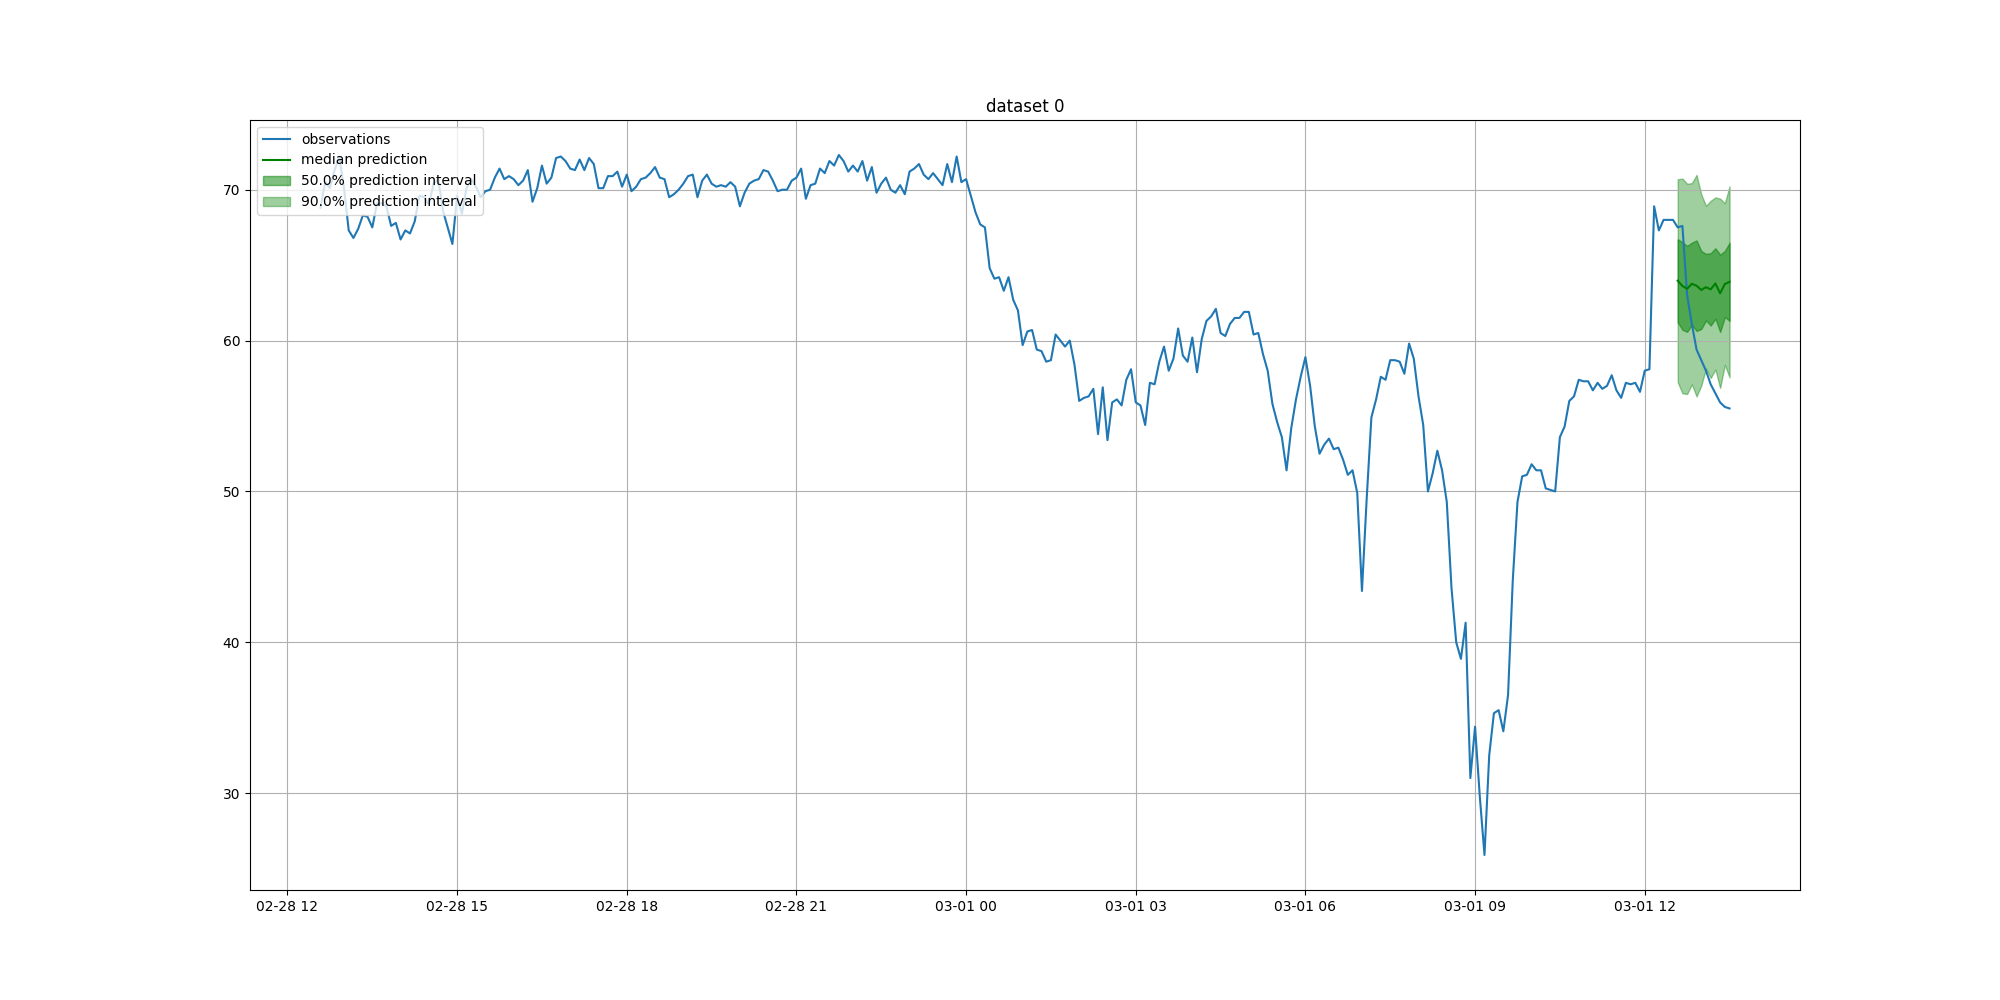 dataset 0
observations
median prediction
50.0% prediction interval
90.0% prediction interval
70
60
50
40
30
02-28 12
02-28 15
02-28 18
02-28 21
03-01 00
03-01 03
03-01 06
03-01 09
03-01 12